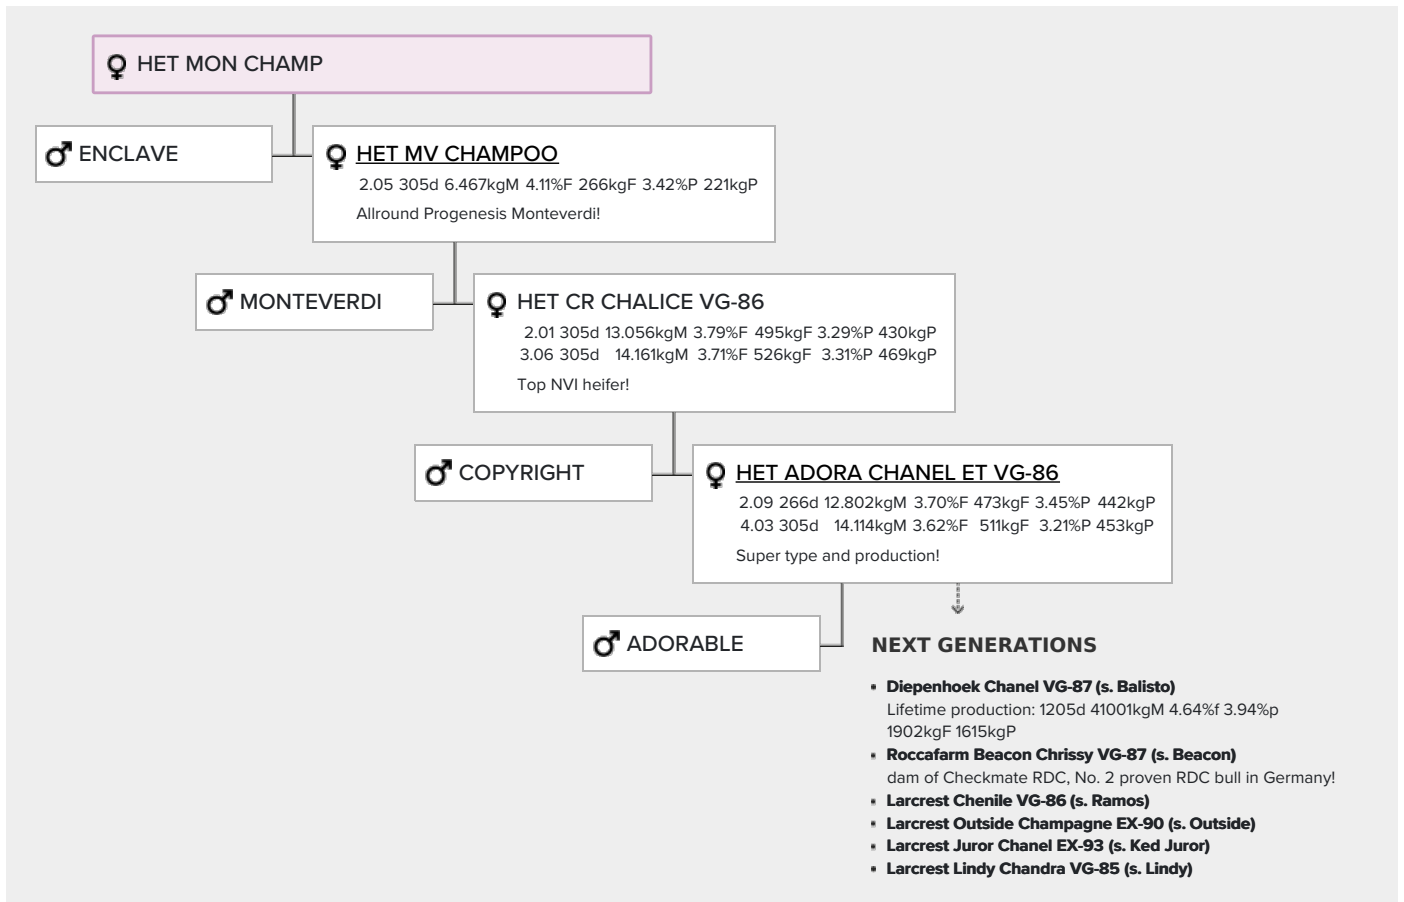 HET MON CHAMP
ENCLAVE
HET MV CHAMPOO
2.05 305d 6.467kgM 4.11%F 266kgF 3.42%P 221kgP
Allround Progenesis Monteverdi!
MONTEVERDI
HET CR CHALICE VG-86
2.01 305d 13.056kgM 3.79%F 495kgF 3.29%P 430kgP
3.06 305d 14.161kgM 3.71%F 526kgF 3.31%P 469kgP
Top NVI heifer!
COPYRIGHT
HET ADORA CHANEL ET VG-86
2.09 266d 12.802kgM 3.70%F 473kgF 3.45%P 442kgP
4.03 305d 14.114kgM 3.62%F 511kgF 3.21%P 453kgP
Super type and production!
ADORABLE
NEXT GENERATIONS
Diepenhoek Chanel VG-87 (s. Balisto)
Lifetime production: 1205d 41001kgM 4.64%f 3.94%p
1902kgF 1615kgP
Roccafarm Beacon Chrissy VG-87 (s. Beacon)
dam of Checkmate RDC, No. 2 proven RDC bull in Germany!
Larcrest Chenile VG-86 (s. Ramos)
Larcrest Outside Champagne EX-90 (s. Outside)
Larcrest Juror Chanel EX-93 (s. Ked Juror)
Larcrest Lindy Chandra VG-85 (s. Lindy)